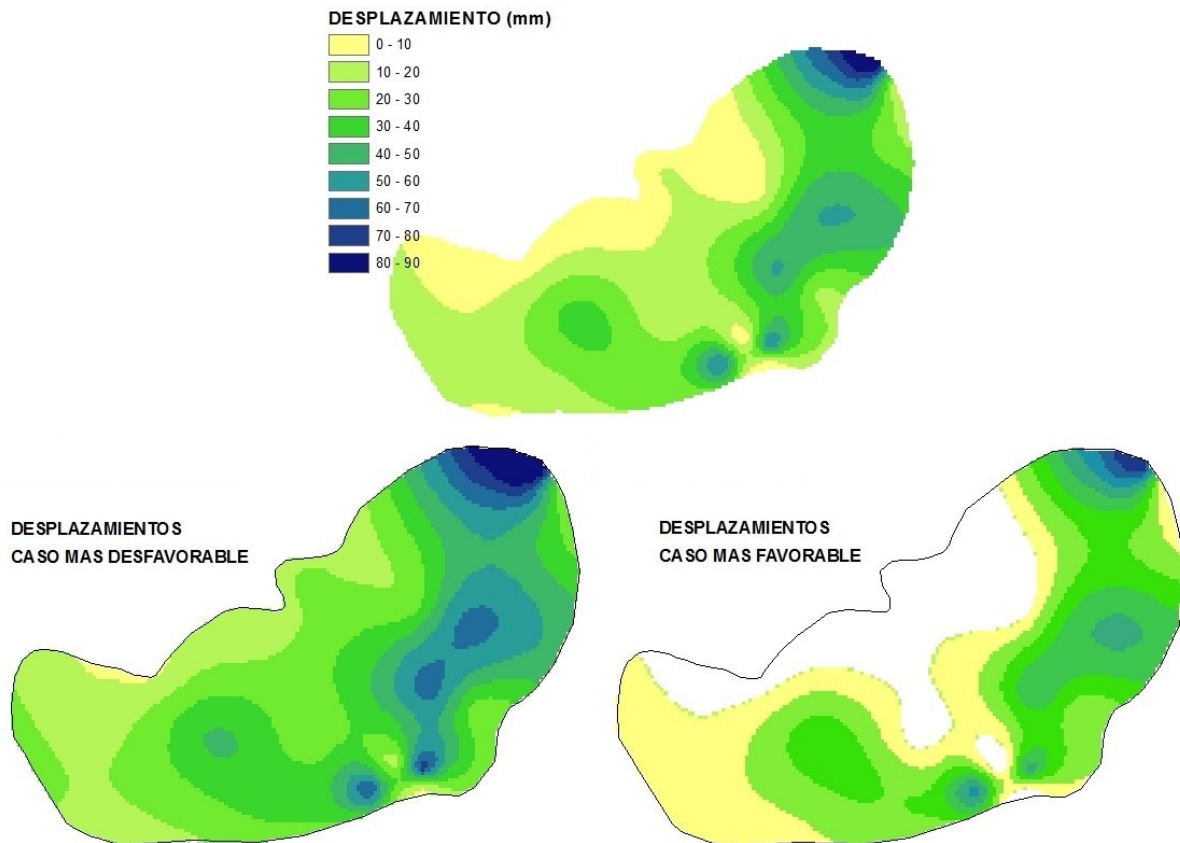 DESPLAZAMIENTO (mm)
0 - 10
10 - 20
20 - 30
30 - 40
40 - 50
50 - 60
60 - 70
70 - 80
80 - 90
DESPLAZAMIENTOS
CASO MAS DESFAVORABLE
DESPLAZAMIENTOS
CASO MAS FAVORABLE